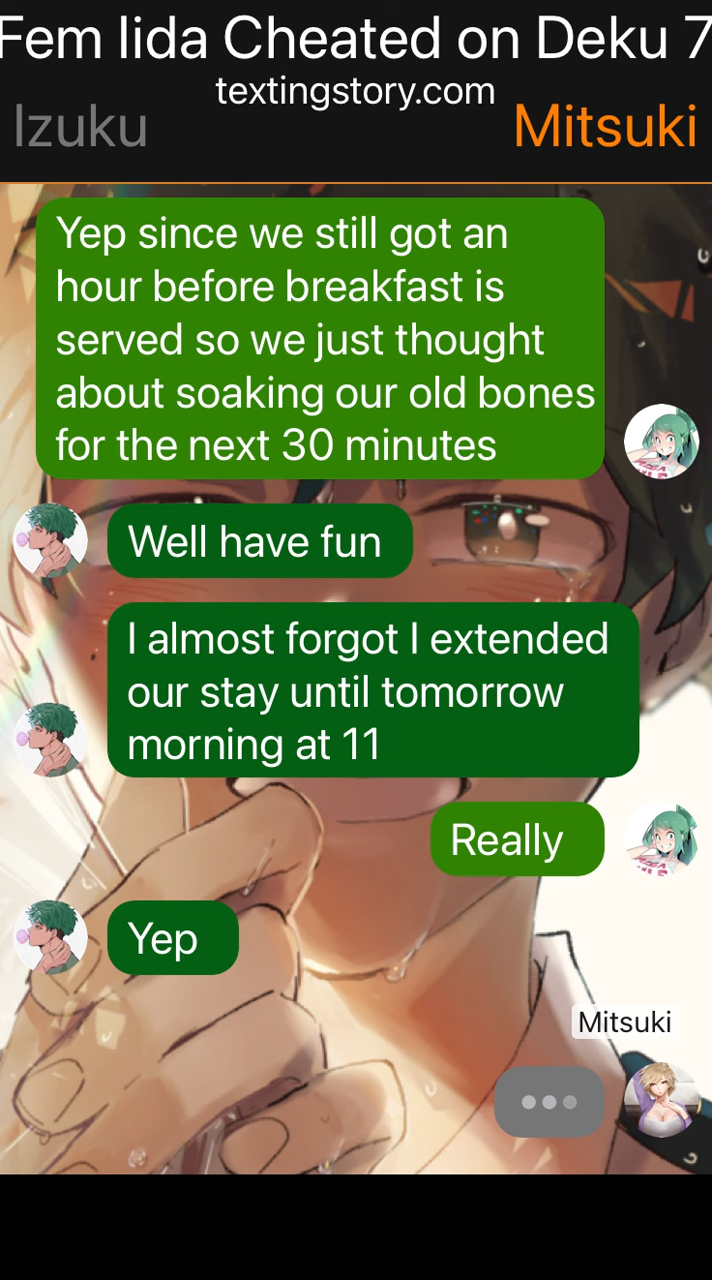 Fem Iida Cheated on Deku 7
textingstory.com
Izuku
Mitsuki
Yep since we still got an
hour before breakfast is
served so we just thought
about soaking our old bones
for the next 30 minutes
Well have fun
I almost forgot I extended
our stay until tomorrow
morning at 11
Really
Yep
Mitsuki